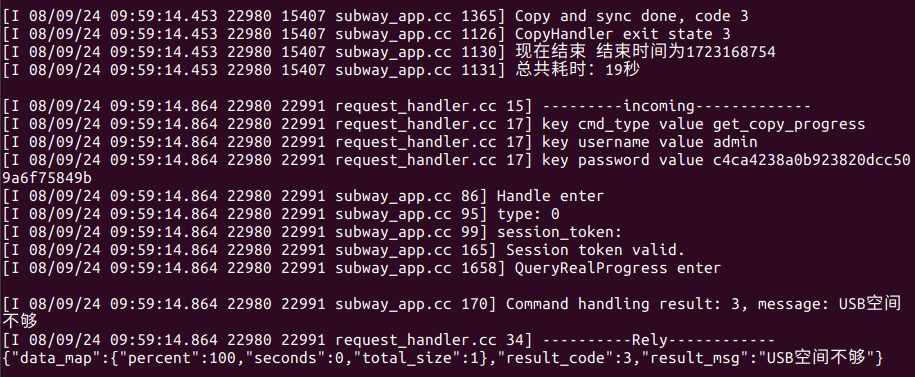 [I 08/09/24 09:59:14.453 22980 15407 subway_app.cc 1365] Copy and sync done, code 3
[I 08/09/24 09:59:14.453 22980 15407 subway_app.cc 1126] CopyHandler exit state 3
[I 08/09/24 09:59:14.453 22980 15407 subway_app.cc 1130] 现在结束 结束时间为1723168754
[I 08/09/24 09:59:14.453 22980 15407 subway_app.cc 1131] 总共耗时：19秒
[I 08/09/24 09:59:14.864 22980 22991 request_handler.cc 15] ---------incoming-------------
[I 08/09/24 09:59:14.864 22980 22991 request_handler.cc 17] key cmd_type value get_copy_progress
[I 08/09/24 09:59:14.864 22980 22991 request_handler.cc 17] key username value admin
[I 08/09/24 09:59:14.864 22980 22991 request_handler.cc 17] key password value c4ca4238a0b923820dcc50
9a6f75849b
[I 08/09/24 09:59:14.864 22980 22991 subway_app.cc 86] Handle enter
[I 08/09/24 09:59:14.864 22980 22991 subway_app.cc 95] type: 0
[I 08/09/24 09:59:14.864 22980 22991 subway_app.cc 99] session_token:
[I 08/09/24 09:59:14.864 22980 22991 subway_app.cc 165] Session token valid.
[I 08/09/24 09:59:14.864 22980 22991 subway_app.cc 1658] QueryRealProgress enter
[I 08/09/24 09:59:14.864 22980 22991 subway_app.cc 170] Command handling result: 3, message: USB空间
不够
[I 08/09/24 09:59:14.864 22980 22991 request_handler.cc 34] ----------Rely------------
{"data_map":{"percent":100,"seconds":0,"total_size":1},"result_code":3,"result_msg":"USB空间不够"}